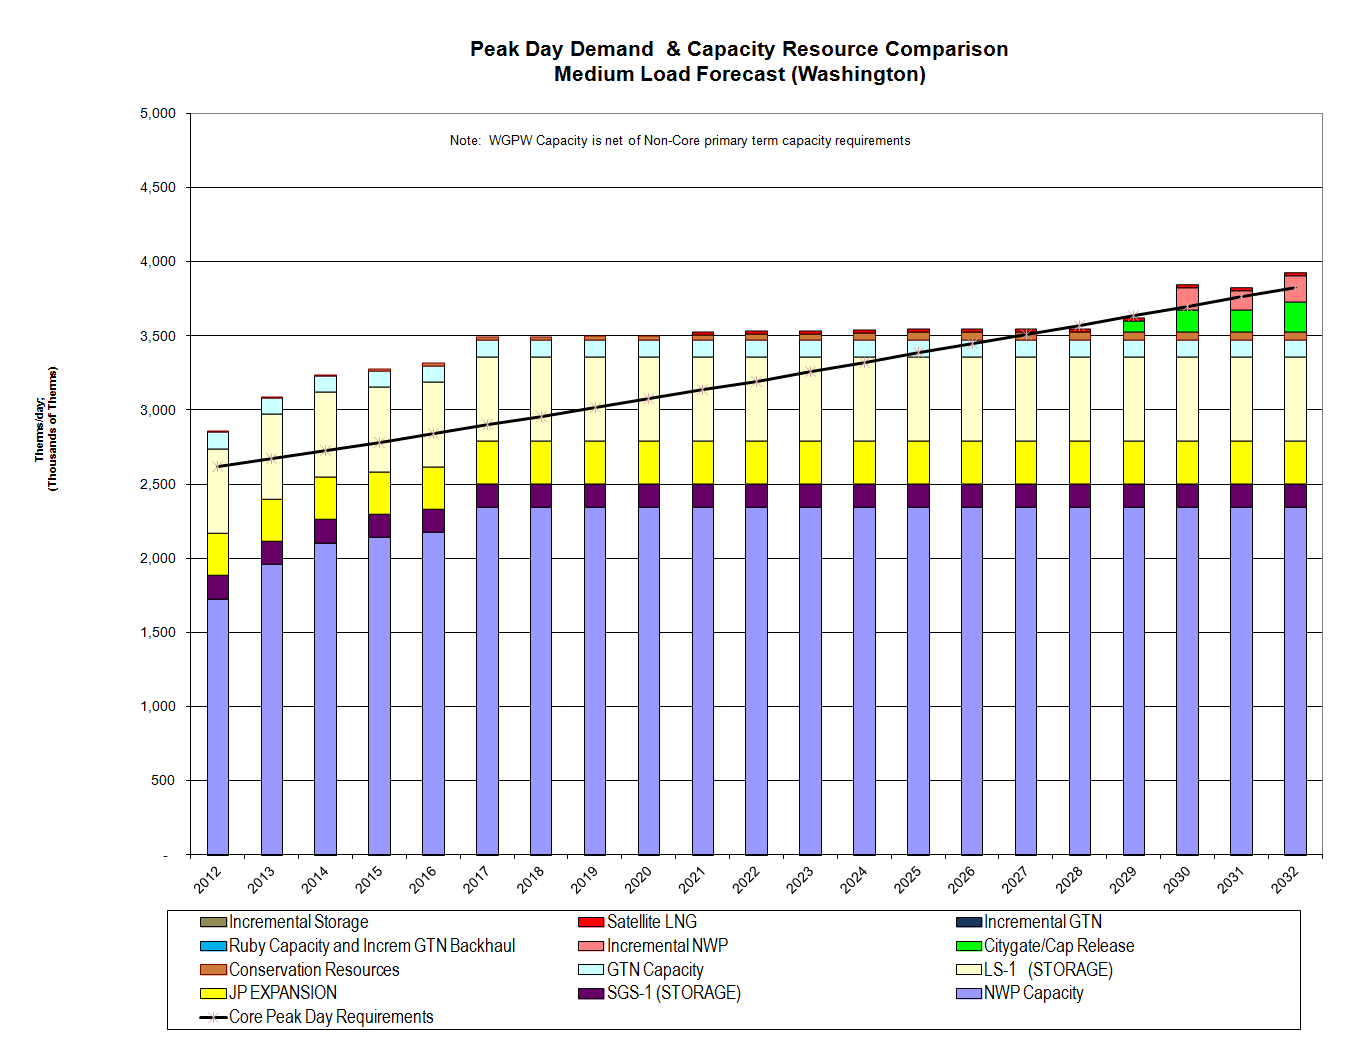 Peak Day Demand  & Capacity Resource Comparison
Medium Load Forecast (Washington)
Note:  WGPW Capacity is net of Non-Core primary term capacity requirements
Therms/day;
(Thousands of Therms)
5,000
4,500
4,000
3,500
3,000
2,500
2,000
1,500
1,000
500
-
2012 2013 2014 2015 2016 2017 2018 2019 2020 2021 2022 2023 2024 2025 2026 2027 2028 2029 2030 2031 2032
Incremental Storage Satellite LNG Incremental GTN
Ruby Capacity and Increm GTN Backhaul Incremental NWP Citygate/Cap Release
Conservation Resources GTN Capacity LS-1   (STORAGE)
JP EXPANSION SGS-1 (STORAGE) NWP Capacity
Core Peak Day Requirements